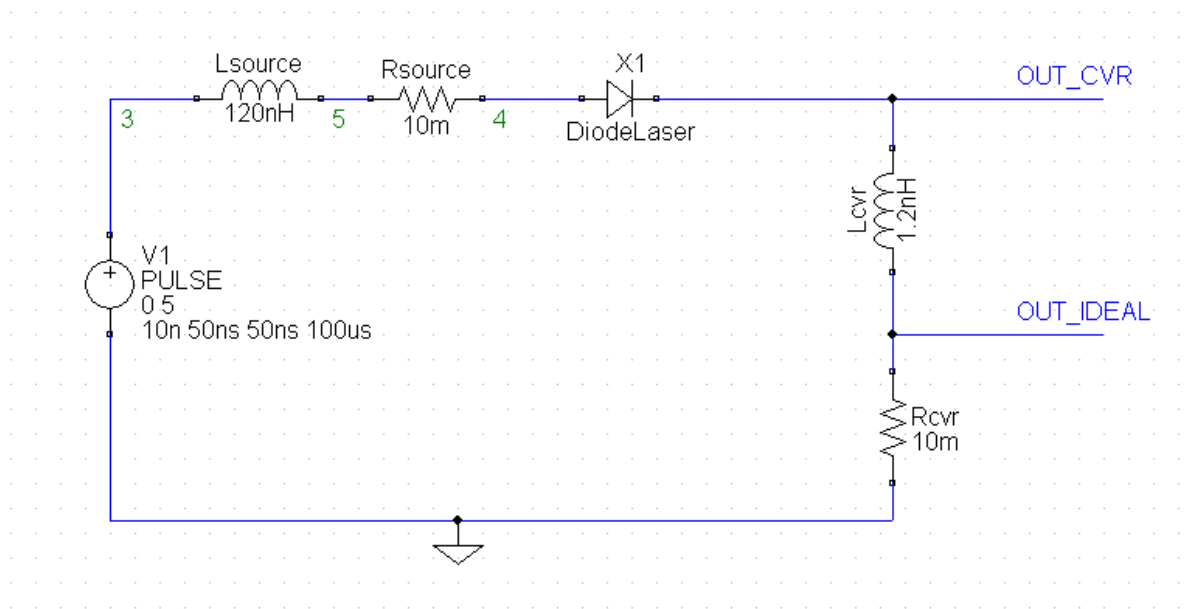 Lsource
120nH
Rsource
10m
X1
DiodeLaser
OUT_CVR
3
5
4
Lcvr
1.2nH
V1
PULSE
0 5
10n 50ns 50ns 100us
OUT_IDEAL
Rcvr
10m